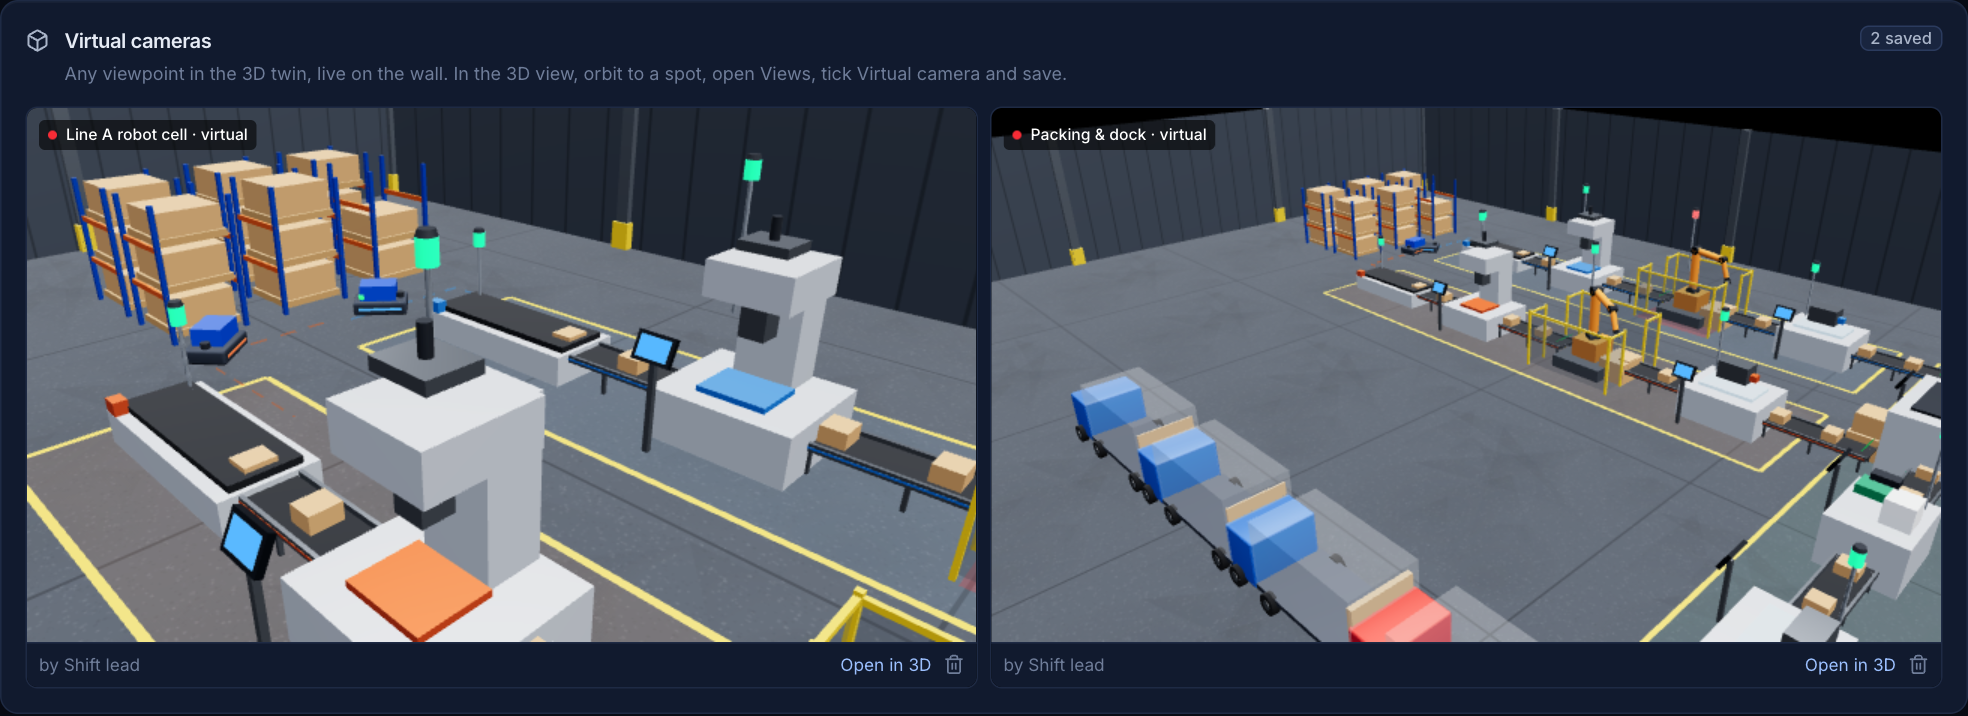 Virtual cameras
2 saved
Any viewpoint in the 3D twin, live on the wall. In the 3D view, orbit to a spot, open Views, tick Virtual camera and save.
Line A robot cell · virtual
Packing & dock · virtual
by Shift lead
Open in 3D
by Shift lead
Open in 3D